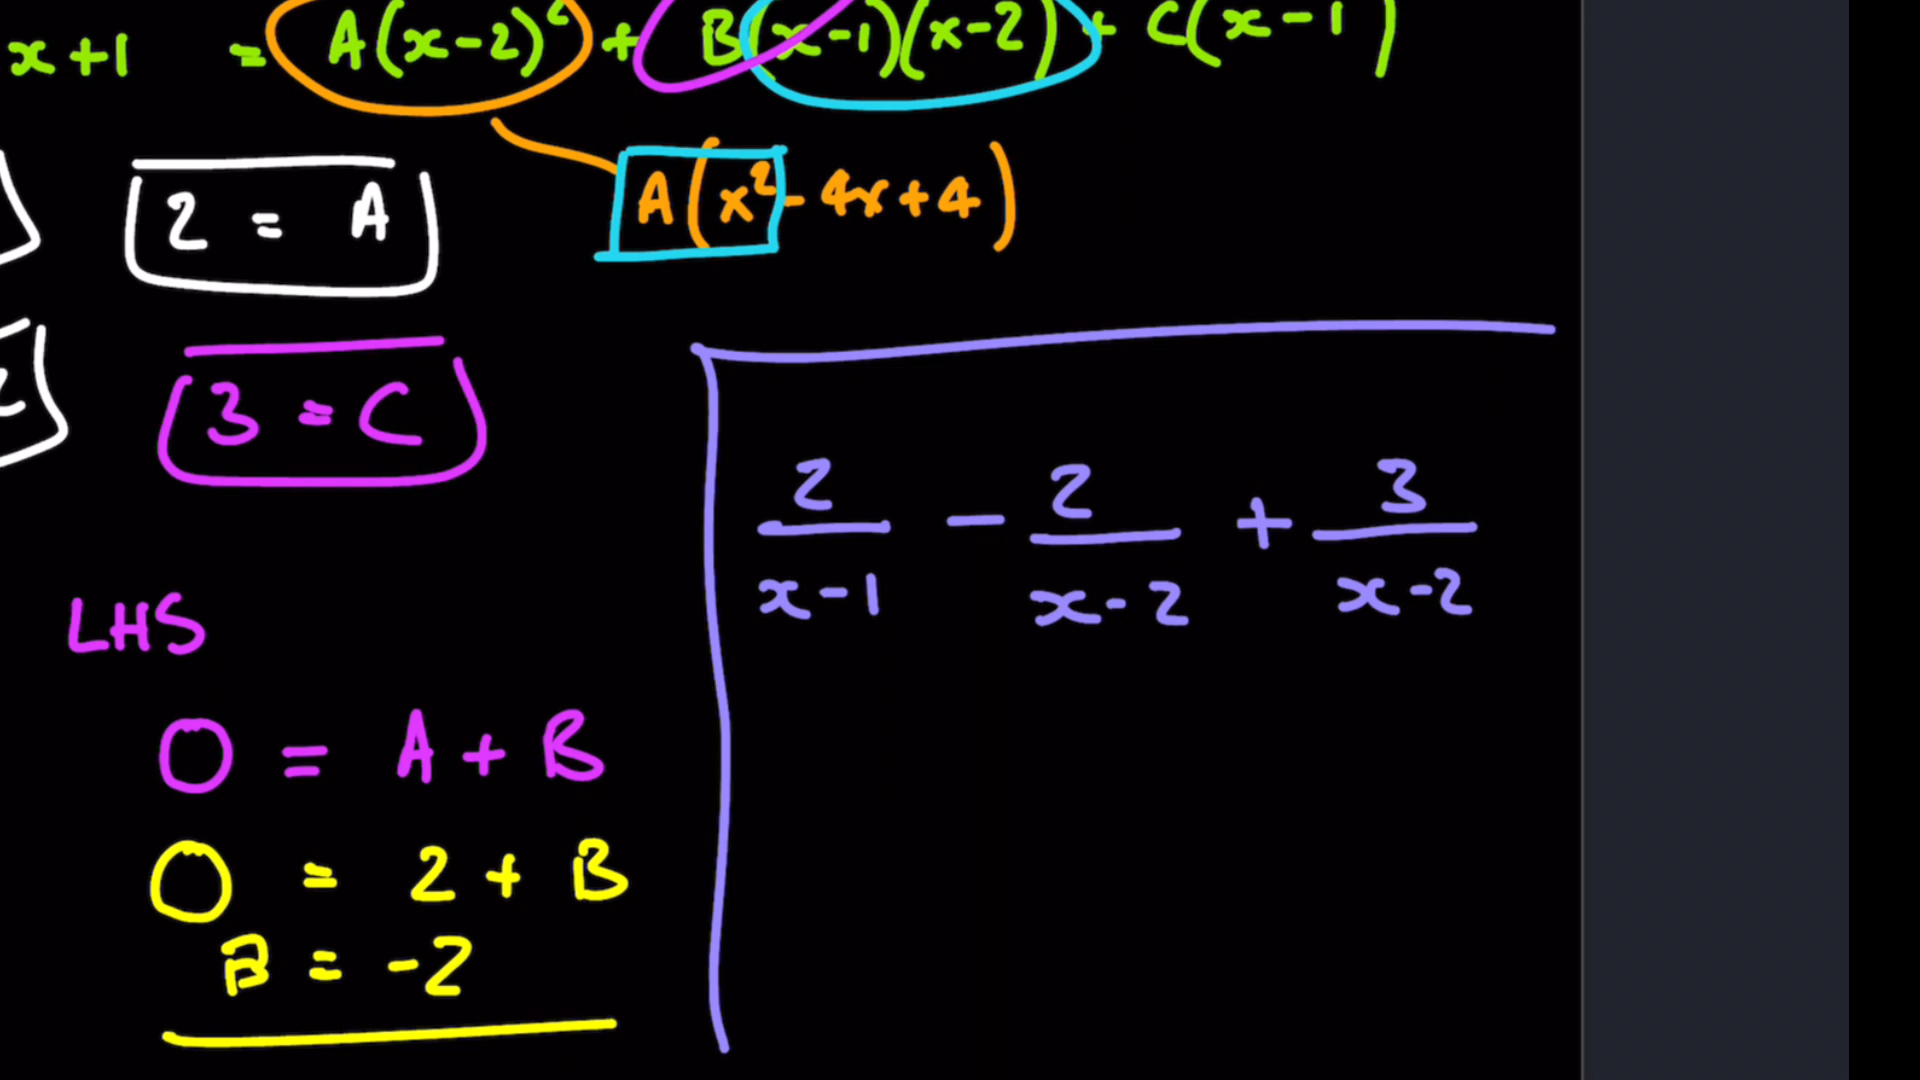 x+1 = A(x-2)² + B(x-1)(x-2) + C(x-1)
2 = A
A(x²-4x+4)
3 = C
2/(x-1) - 2/(x-2) + 3/(x-2)
LHS
0 = A + B
0 = 2 + B
B = -2